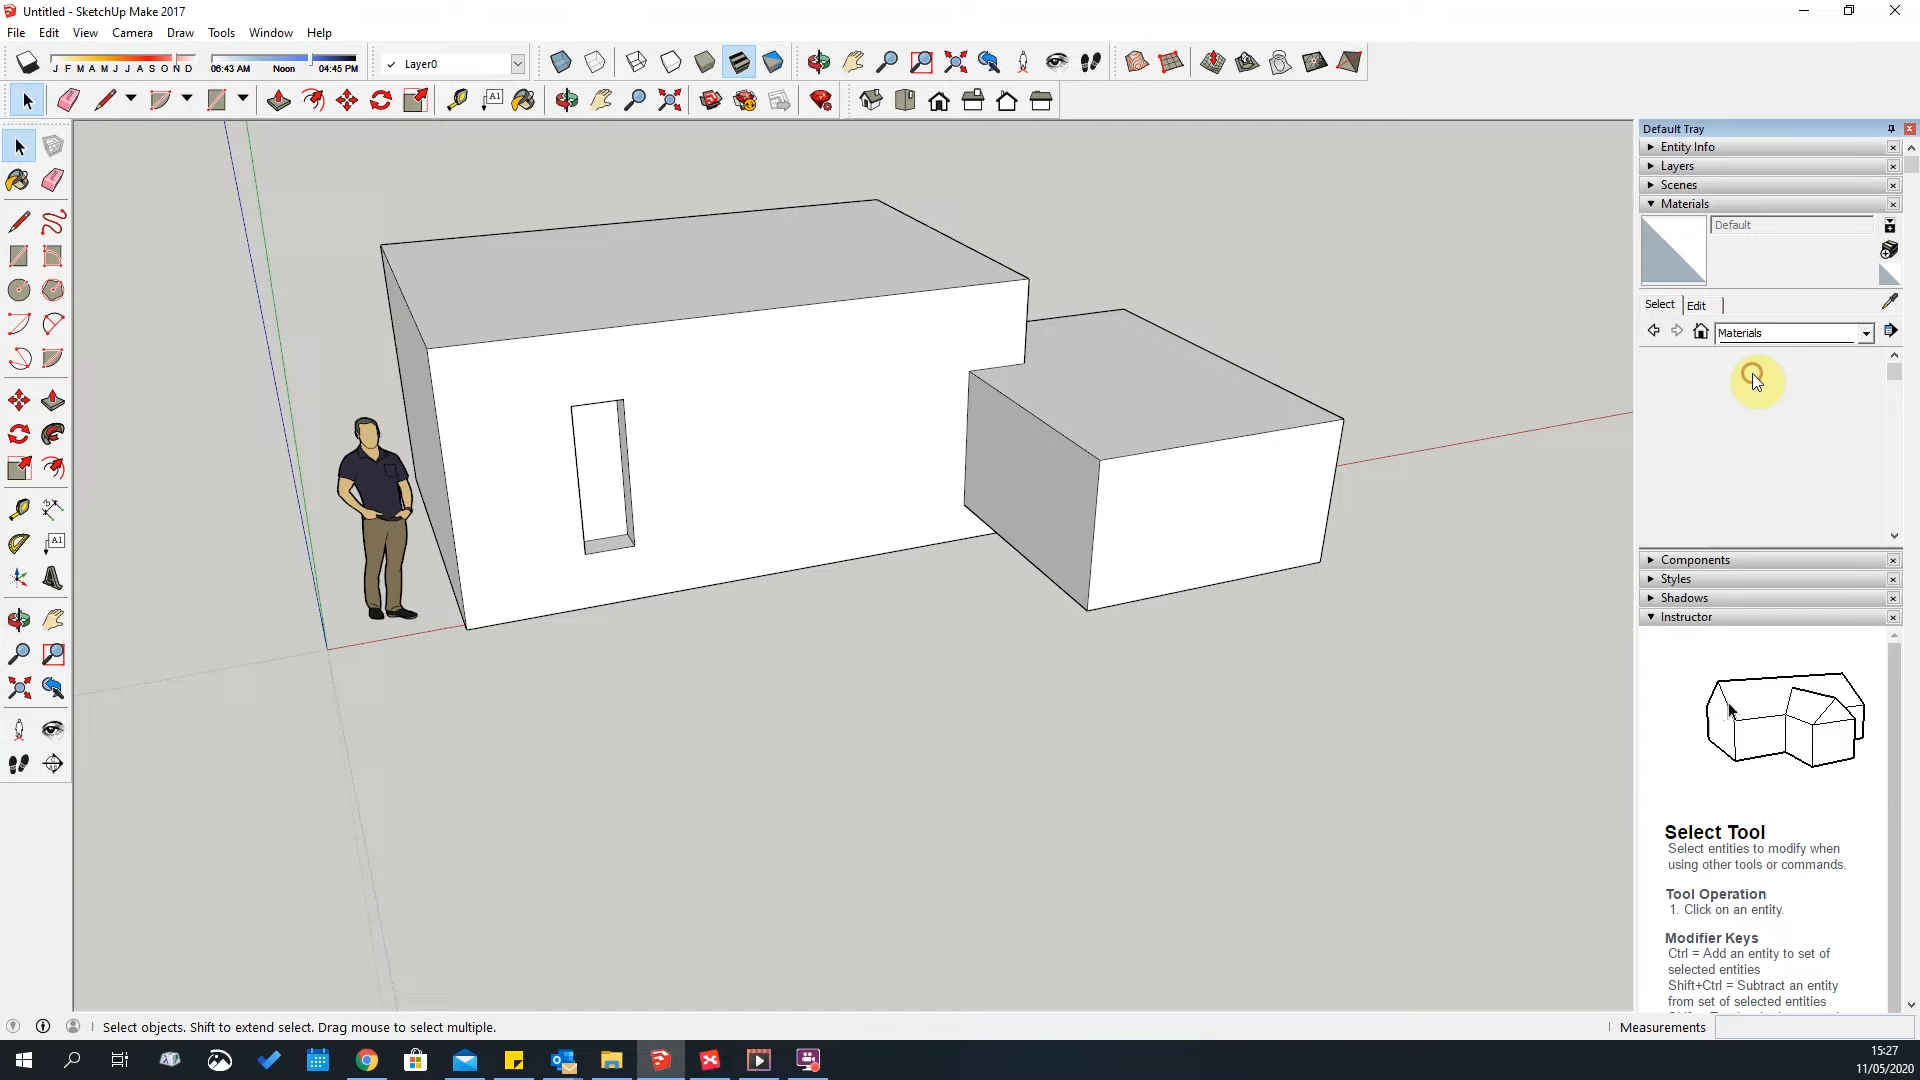 Untitled - SketchUp Make 2017
File Edit View Camera Draw Tools Window Help
J F M A M J J A S O N D
06:43 AM Noon 04:45 PM
Layer0
A1
Default Tray
Entity Info
Layers
Scenes
Materials
Default
Select Edit
Materials
A1
Components
Styles
Shadows
Instructor
Select Tool
Select entities to modify when
using other tools or commands.
Tool Operation
1. Click on an entity.
Modifier Keys
Ctrl = Add an entity to set of
selected entities
Shift+Ctrl = Subtract an entity
from set of selected entities
Select objects. Shift to extend select. Drag mouse to select multiple.
Measurements
15:27
11/05/2020